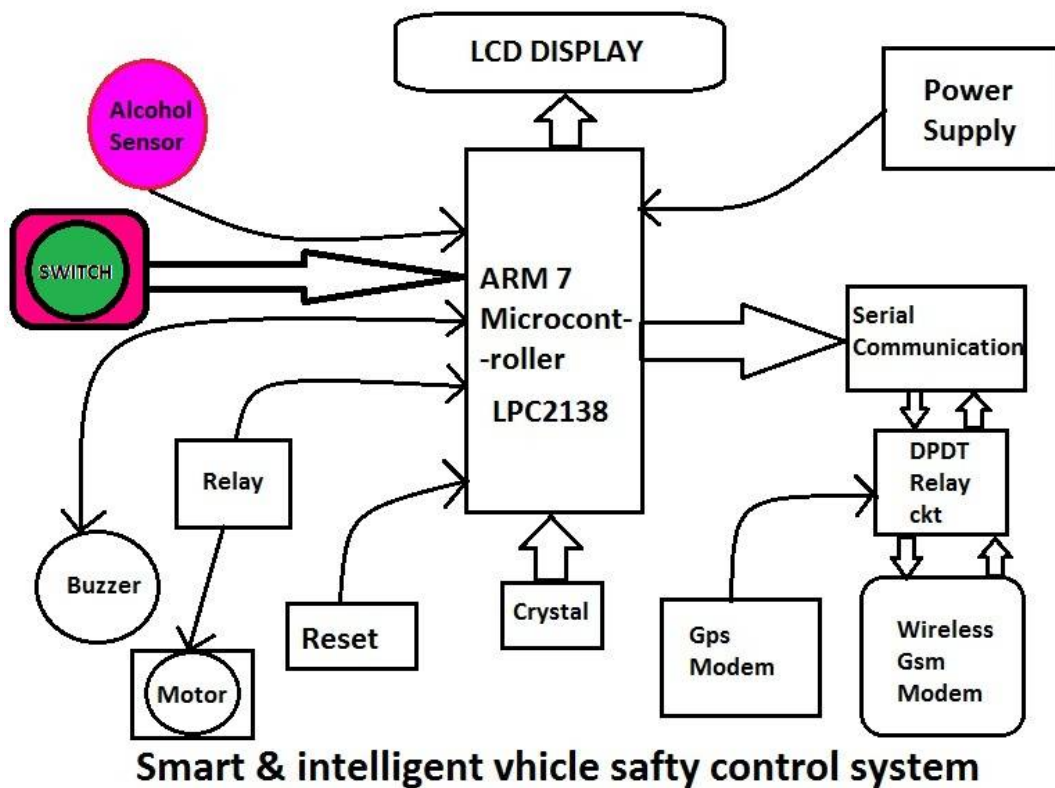 LCD DISPLAY
Alcohol
Sensor
Power
Supply
SWITCH
ARM 7
Microcont-
-roller
LPC2138
Serial
Communication
Relay
DPDT
Relay
ckt
Buzzer
Reset
Crystal
Gps
Modem
Wireless
Gsm
Modem
Motor
Smart & intelligent vhicle safty control system